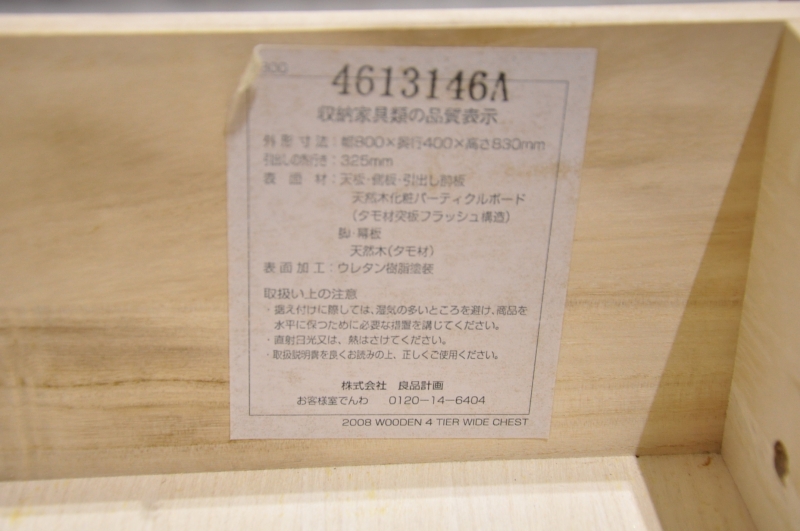 4613146A
収納家具類の品質表示
外形寸法:幅800×奥行400×高さ830mm
引出しの奥行き:325mm
表面材:天板・側板・引出し前板
天然木化粧パーティクルボード
(タモ材突板フラッシュ構造)
脚・幕板
天然木(タモ材)
表面加工:ウレタン樹脂塗装
取扱い上の注意
・据え付けに際しては、湿気の多いところを避け、商品を
水平に保つために必要な措置を講じてください。
・直射日光又は、熱はさけてください。
・取扱説明書を良くお読みの上、正しくご使用ください。
株式会社 良品計画
お客様室でんわ 0120-14-6404
2008 WOODEN 4 TIER WIDE CHEST